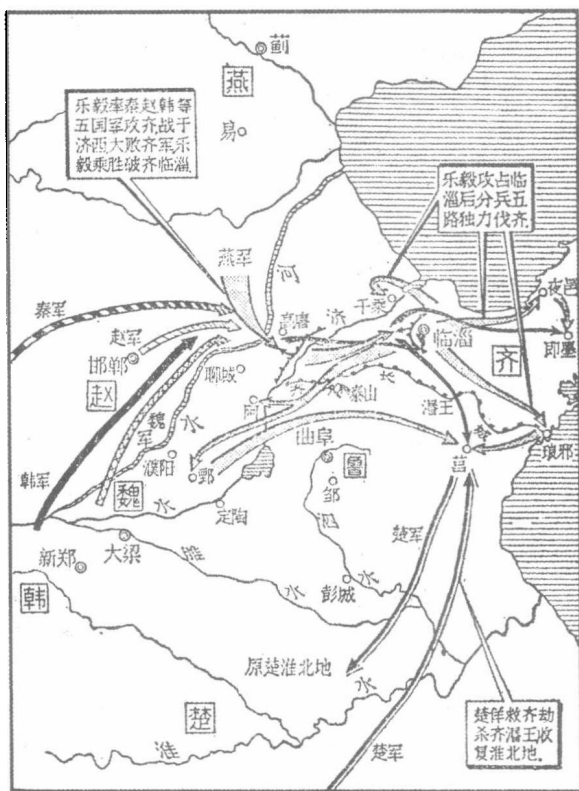 蓟
燕
乐毅率秦赵韩等
五国军攻齐.战于
济西大败齐军乐
毅乘胜破齐临淄.
易
乐毅攻占临
淄后分兵五
路独力伐齐.
燕军
河
千乘
济
夜邑
秦军
高唐
临淄
即墨
赵军
邯郸
聊城
齐
赵
水
阿
泰山
长
湣王
城
魏军
曲阜
琅邪
韩军
濮阳
鄄
鲁
莒
魏
水
定陶
邹
泗
楚军
新郑
大梁
睢
水
彭城
水
韩
原楚淮北地
水
楚
淮
楚军
楚佯救齐劫
杀齐湣王收
复淮北地.